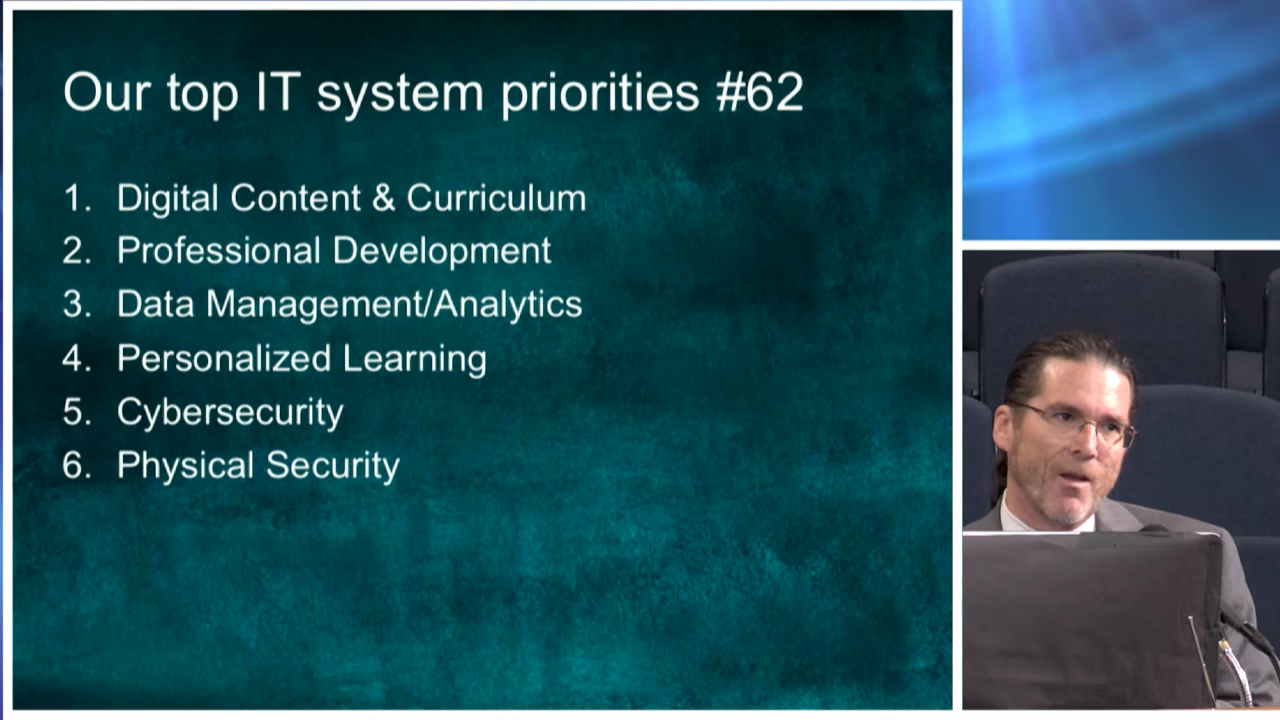 Our top IT system priorities #62
1. Digital Content & Curriculum
2. Professional Development
3. Data Management/Analytics
4. Personalized Learning
5. Cybersecurity
6. Physical Security